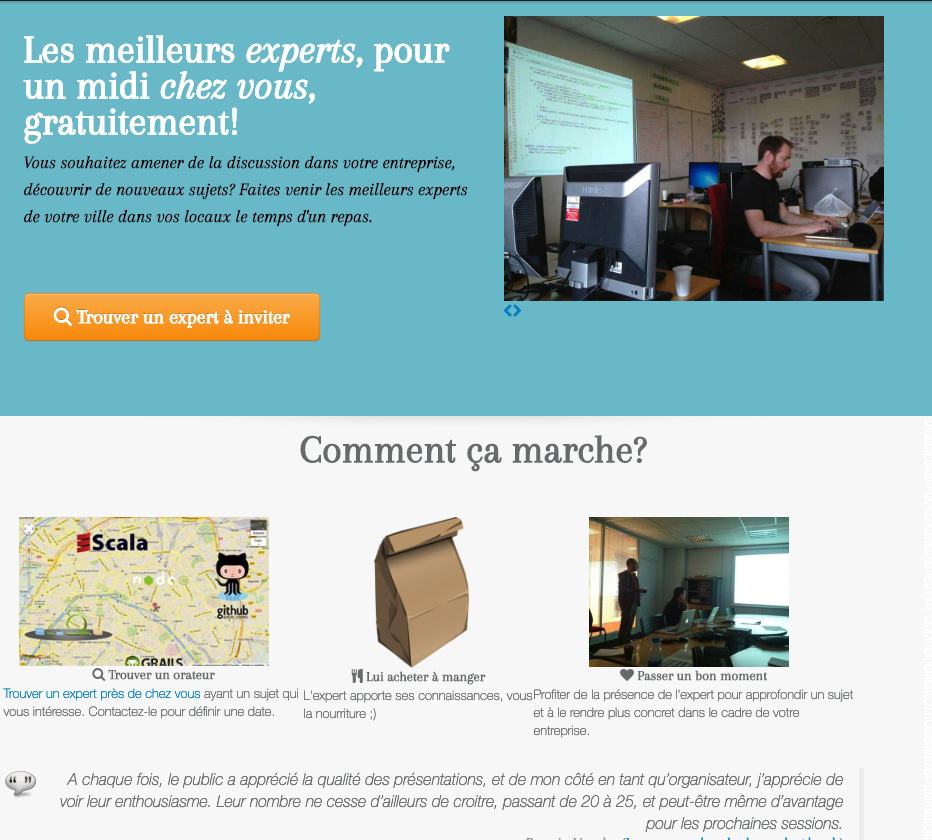 Les meilleurs experts, pour
un midi chez vous,
gratuitement!
Vous souhaitez amener de la discussion dans votre entreprise,
découvrir de nouveaux sujets? Faites venir les meilleurs experts
de votre ville dans vos locaux le temps d'un repas.
Trouver un expert à inviter
Comment ça marche?
Scala
node
github
GRAILS
Trouver un orateur
Trouver un expert près de chez vous ayant un sujet qui
vous intéresse. Contactez-le pour définir une date.
Lui acheter à manger
L'expert apporte ses connaissances, vous
la nourriture ;)
Passer un bon moment
Profiter de la présence de l'expert pour approfondir un sujet
et à le rendre plus concret dans le cadre de votre
entreprise.
A chaque fois, le public a apprécié la qualité des présentations, et de mon côté en tant qu'organisateur, j'apprécie de
voir leur enthousiasme. Leur nombre ne cesse d'ailleurs de croitre, passant de 20 à 25, et peut-être même d'avantage
pour les prochaines sessions.